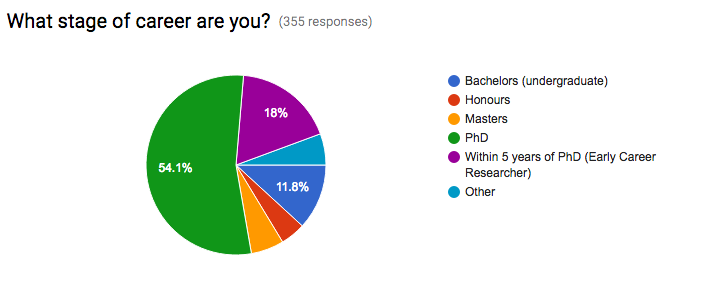 What stage of career are you? (355 responses)
18%
54.1%
11.8%
Bachelors (undergraduate)
Honours
Masters
PhD
Within 5 years of PhD (Early Career
Researcher)
Other